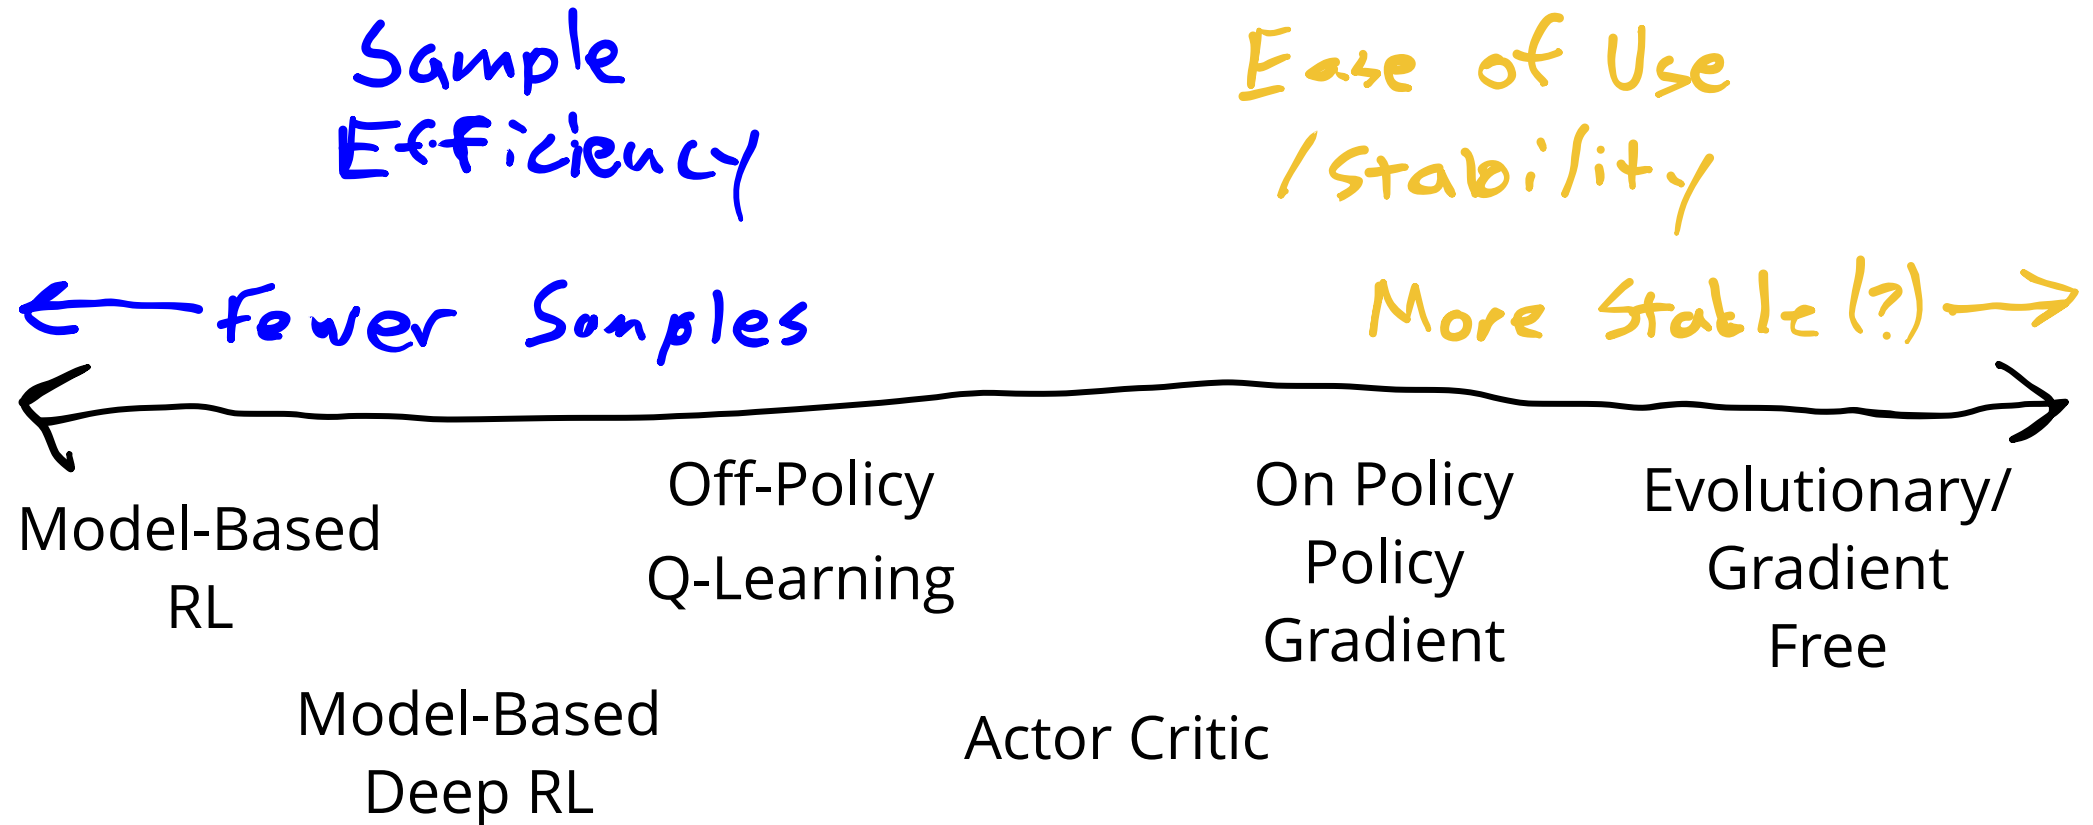 Sample
Efficiency
Ease of Use
/Stability
Fewer Samples
More Stable (?)
Model-Based
RL
Model-Based
Deep RL
Off-Policy
Q-Learning
Actor Critic
On Policy
Policy
Gradient
Evolutionary/
Gradient
Free